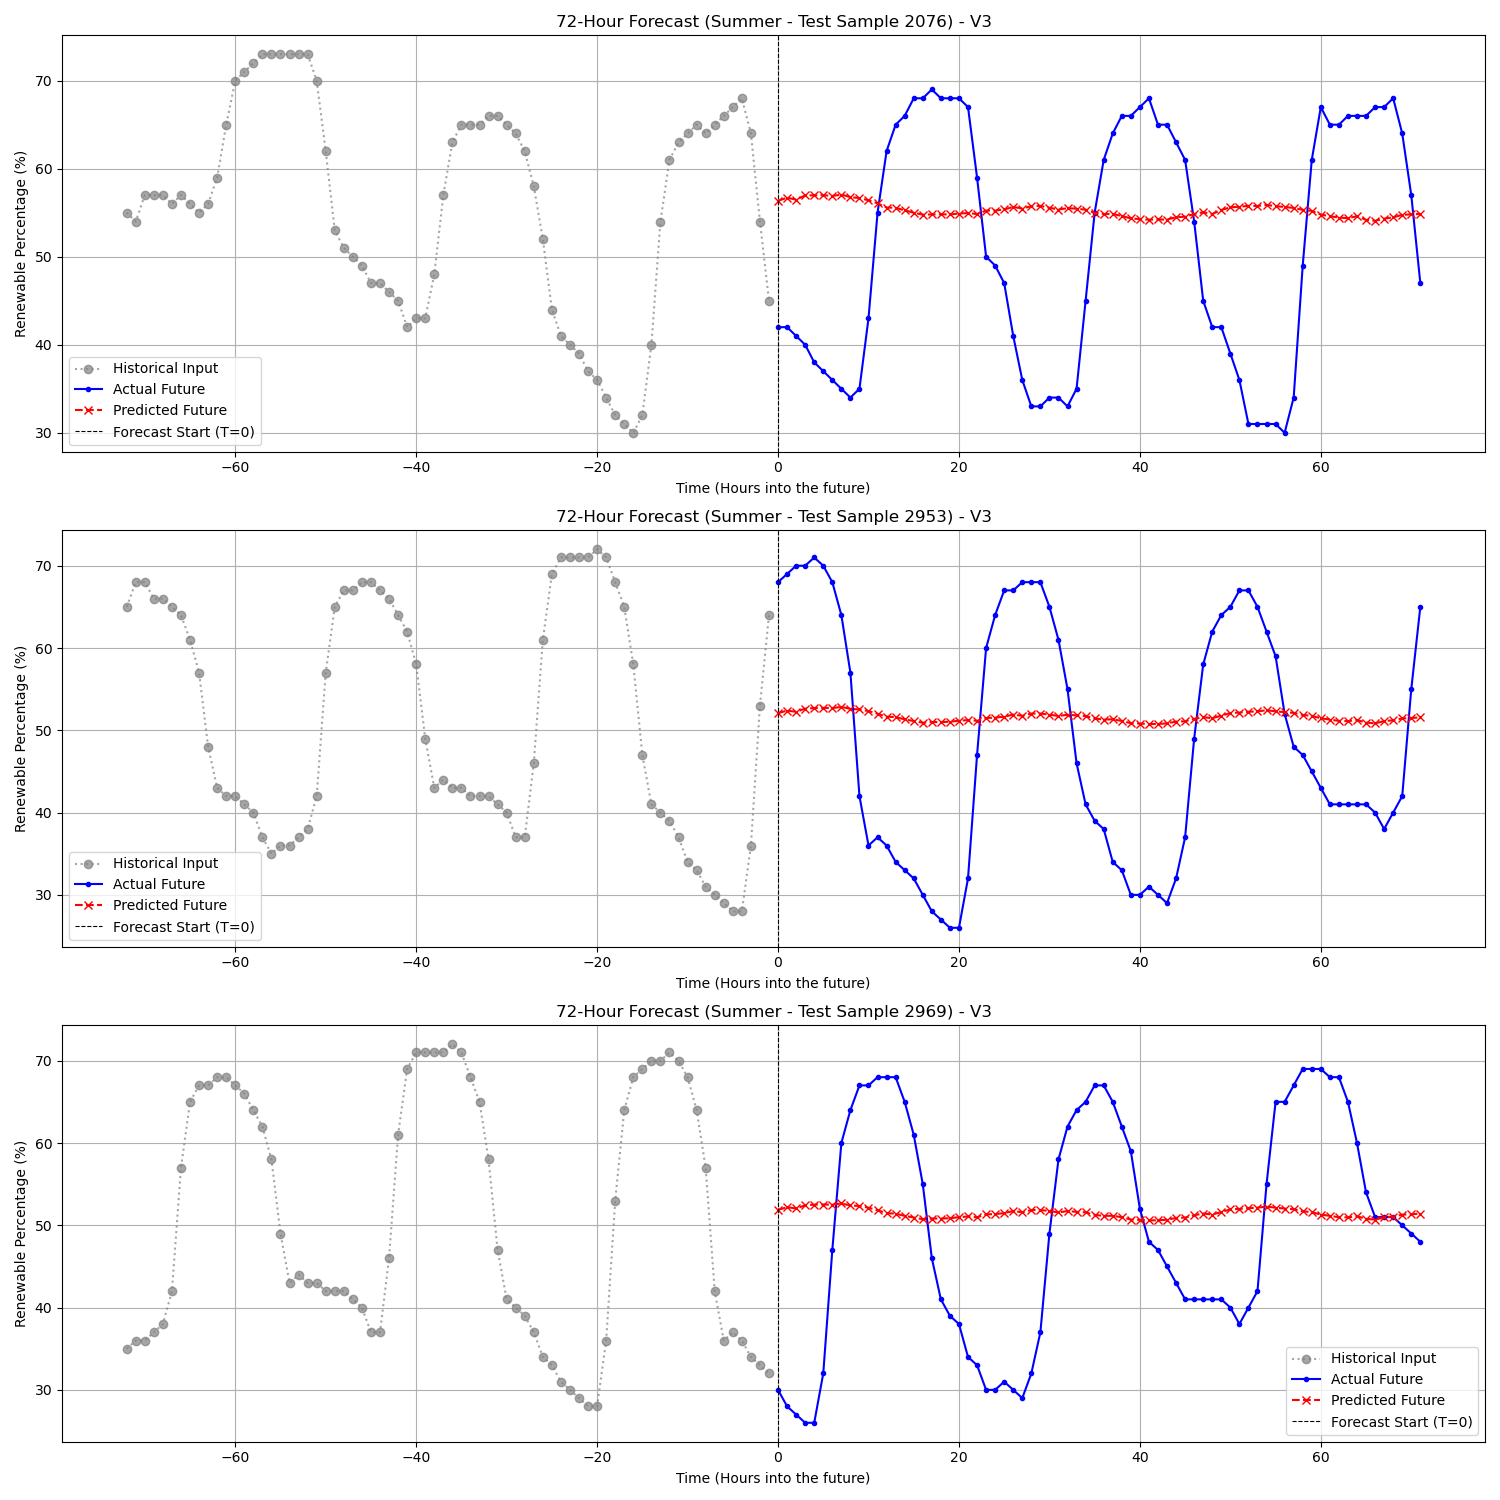 72-Hour Forecast (Summer - Test Sample 2076) - V3
Renewable Percentage (%)
70
60
50
40
30
Historical Input
Actual Future
Predicted Future
Forecast Start (T=0)
−60 −40 −20 0 20 40 60
Time (Hours into the future)
72-Hour Forecast (Summer - Test Sample 2953) - V3
Renewable Percentage (%)
70
60
50
40
30
Historical Input
Actual Future
Predicted Future
Forecast Start (T=0)
−60 −40 −20 0 20 40 60
Time (Hours into the future)
72-Hour Forecast (Summer - Test Sample 2969) - V3
Renewable Percentage (%)
70
60
50
40
30
Historical Input
Actual Future
Predicted Future
Forecast Start (T=0)
−60 −40 −20 0 20 40 60
Time (Hours into the future)